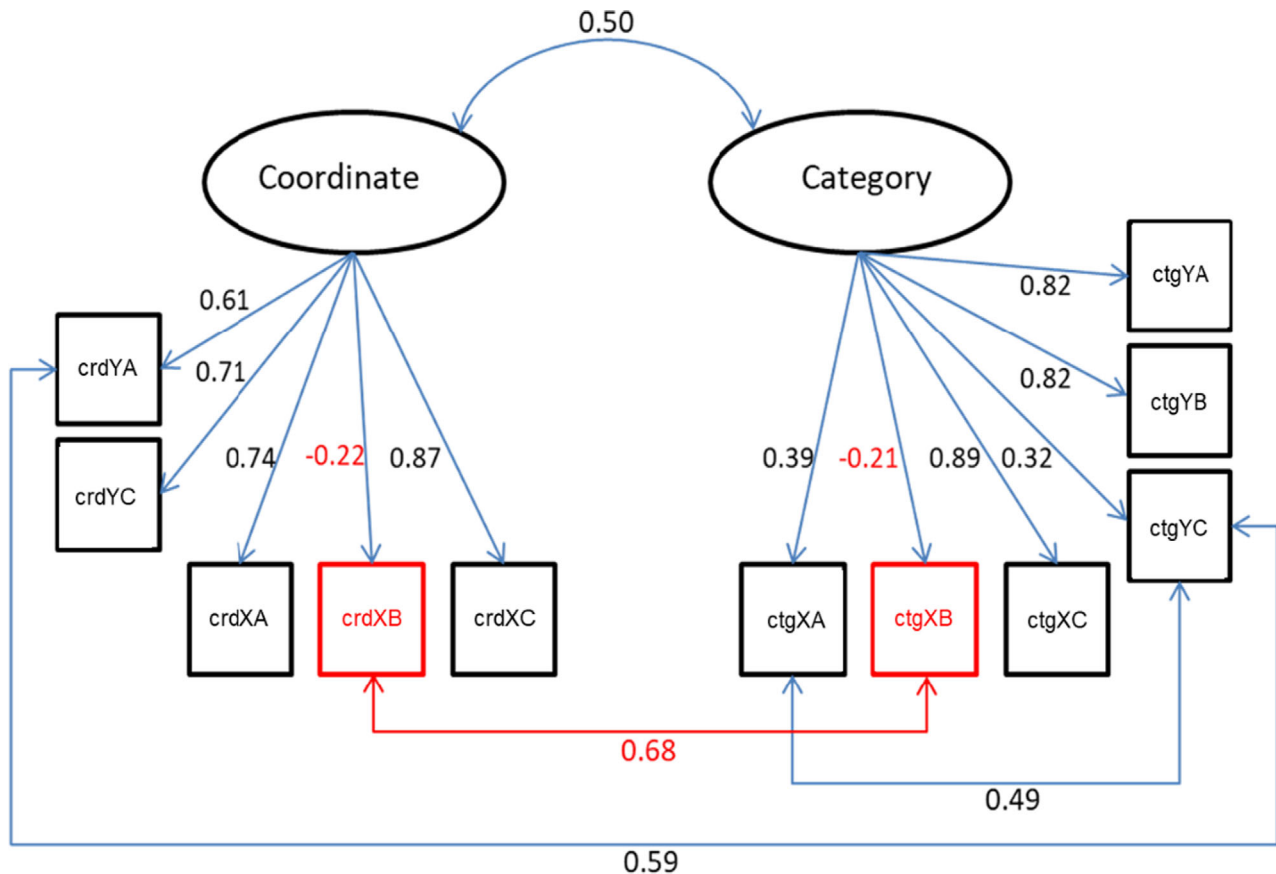 0.50
Coordinate
Category
0.61
0.71
0.74
-0.22
0.87
0.82
0.82
0.39
-0.21
0.89
0.32
crdYA
crdYC
ctgYA
ctgYB
ctgYC
crdXA
crdXB
crdXC
ctgXA
ctgXB
ctgXC
0.68
0.49
0.59